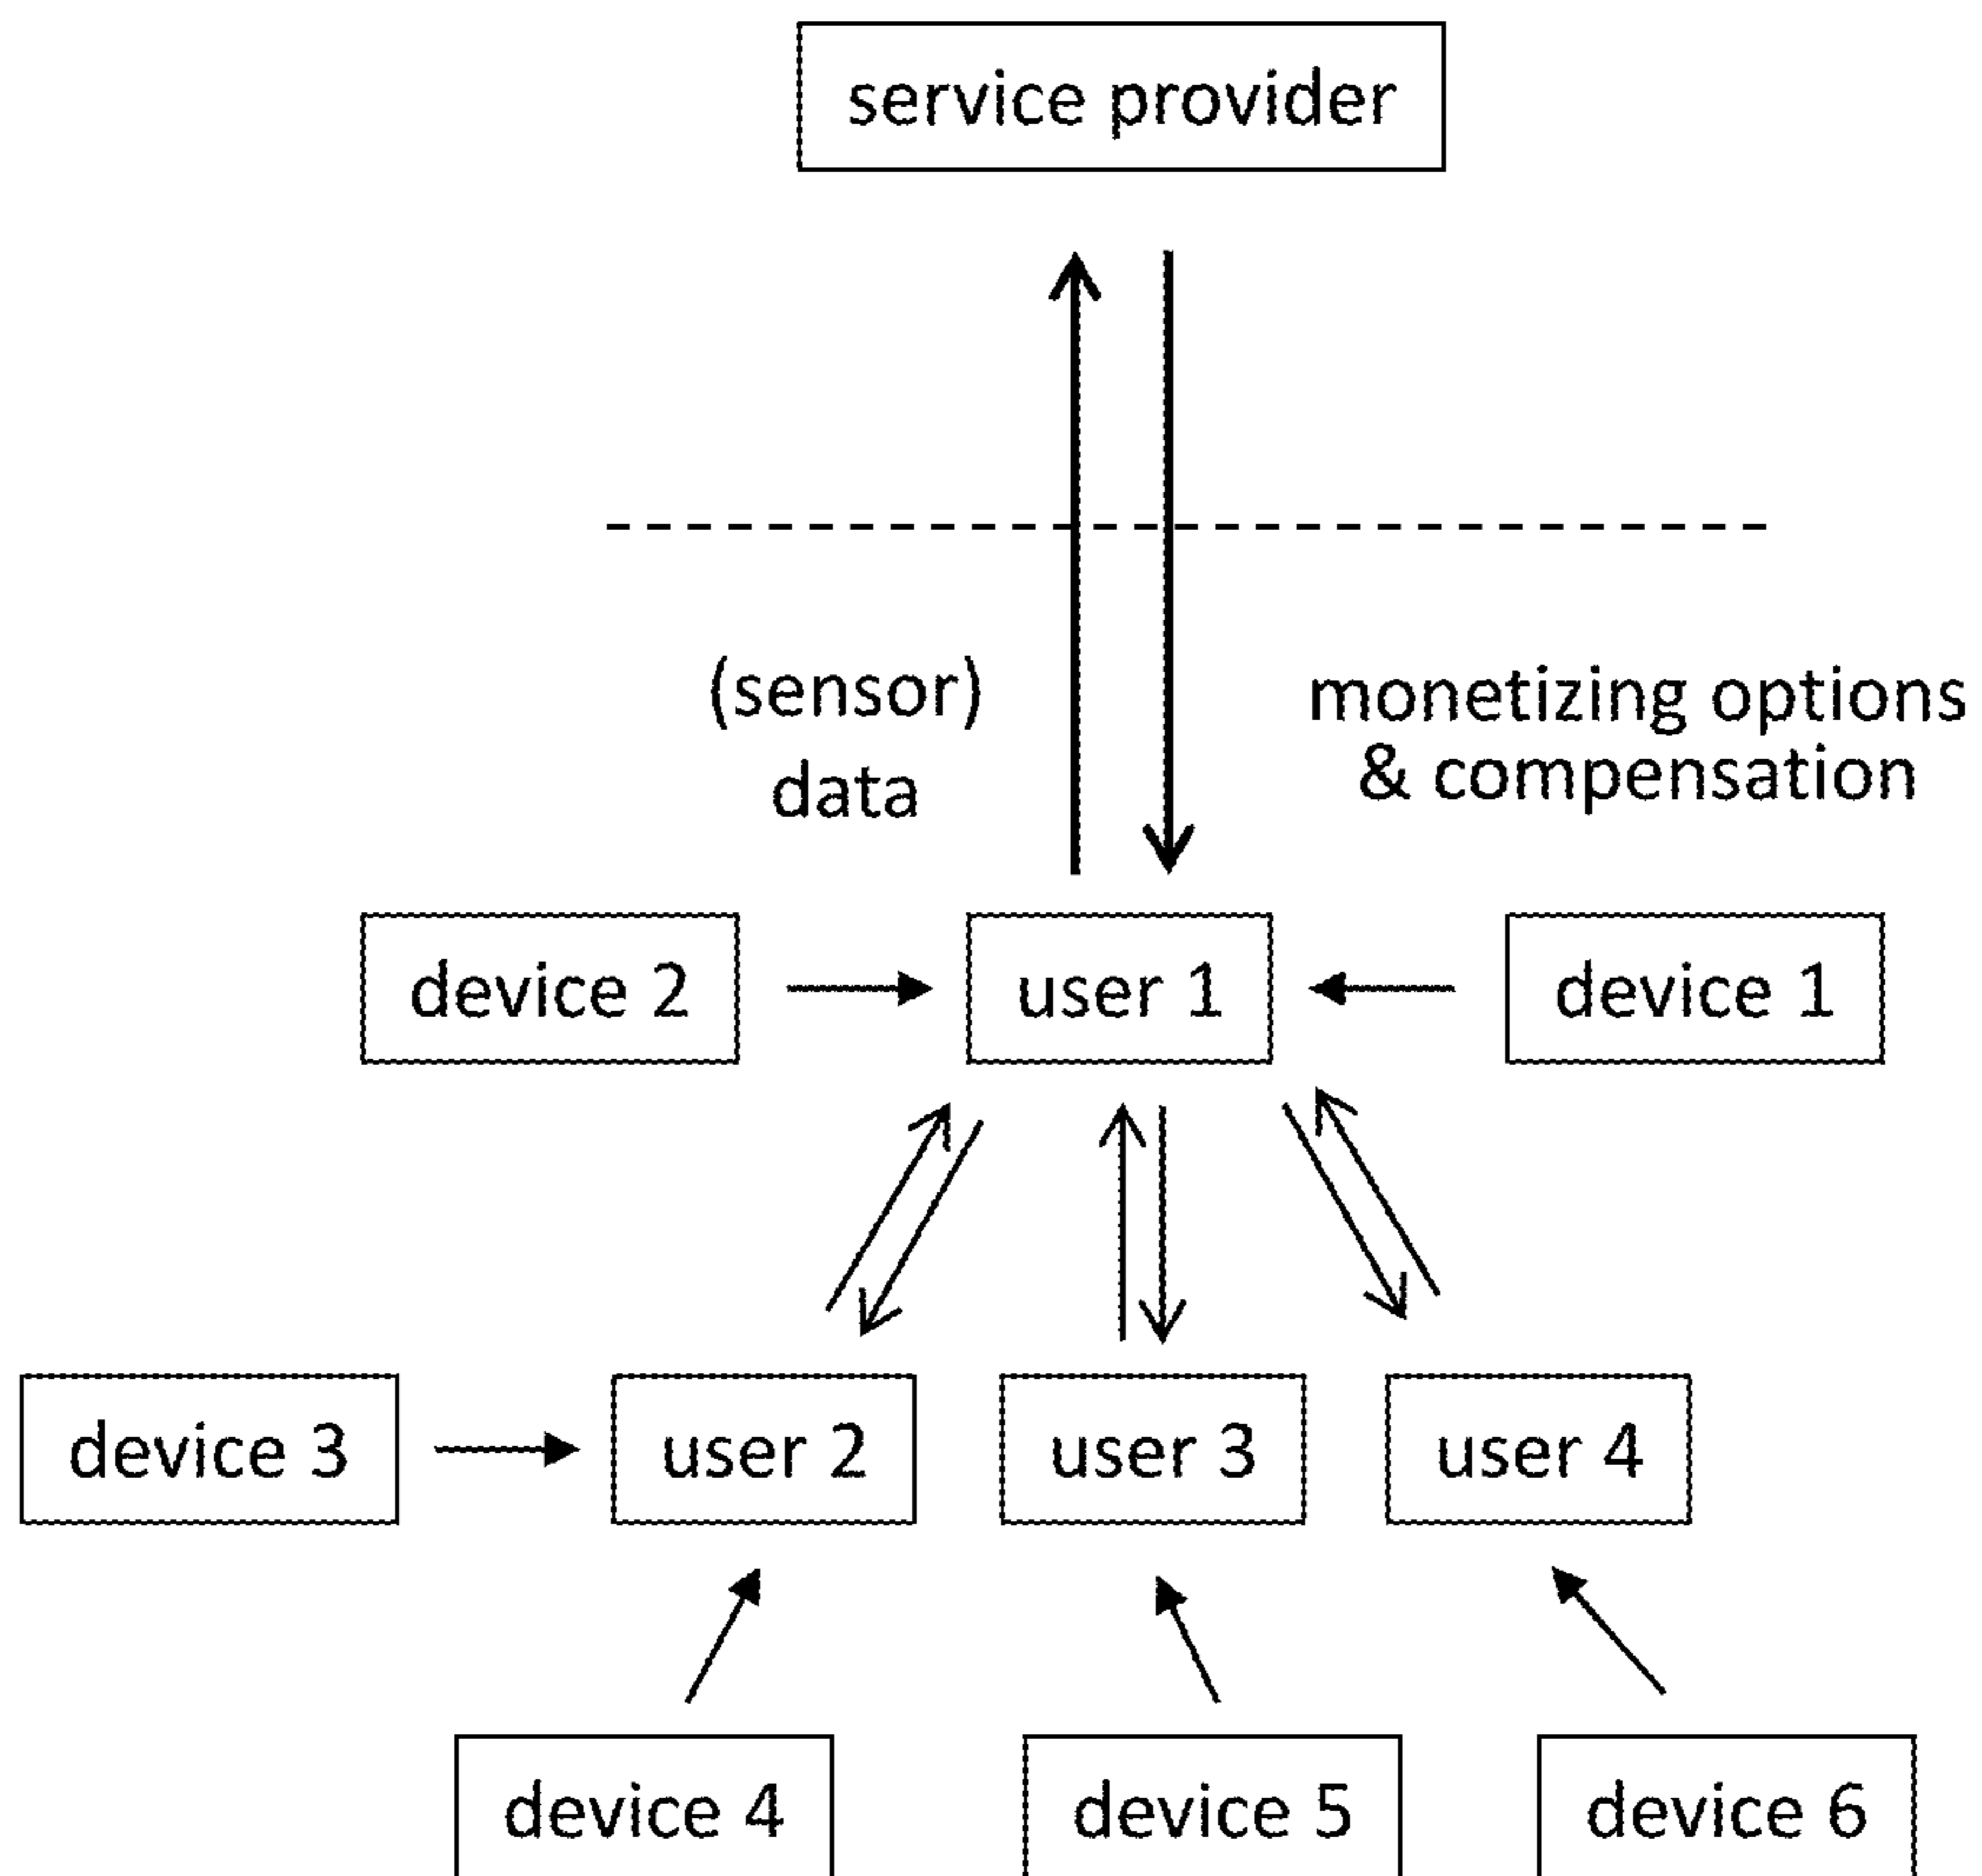 service provider
(sensor)
data
monetizing options
& compensation
device 2
user 1
device 1
device 3
user 2
user 3
user 4
device 4
device 5
device 6